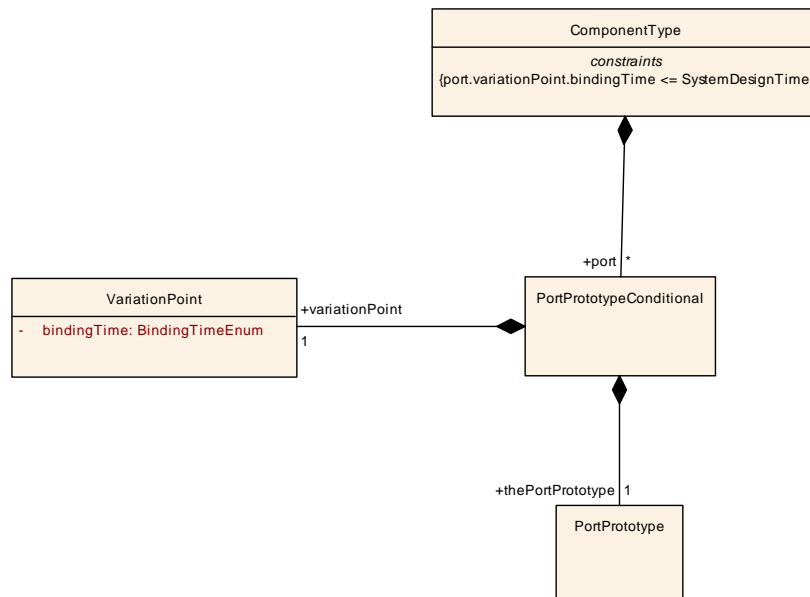 ComponentType
constraints
{port.variationPoint.bindingTime <= SystemDesignTime
+port *
VariationPoint
- bindingTime: BindingTimeEnum
+variationPoint
1
PortPrototypeConditional
+thePortPrototype 1
PortPrototype